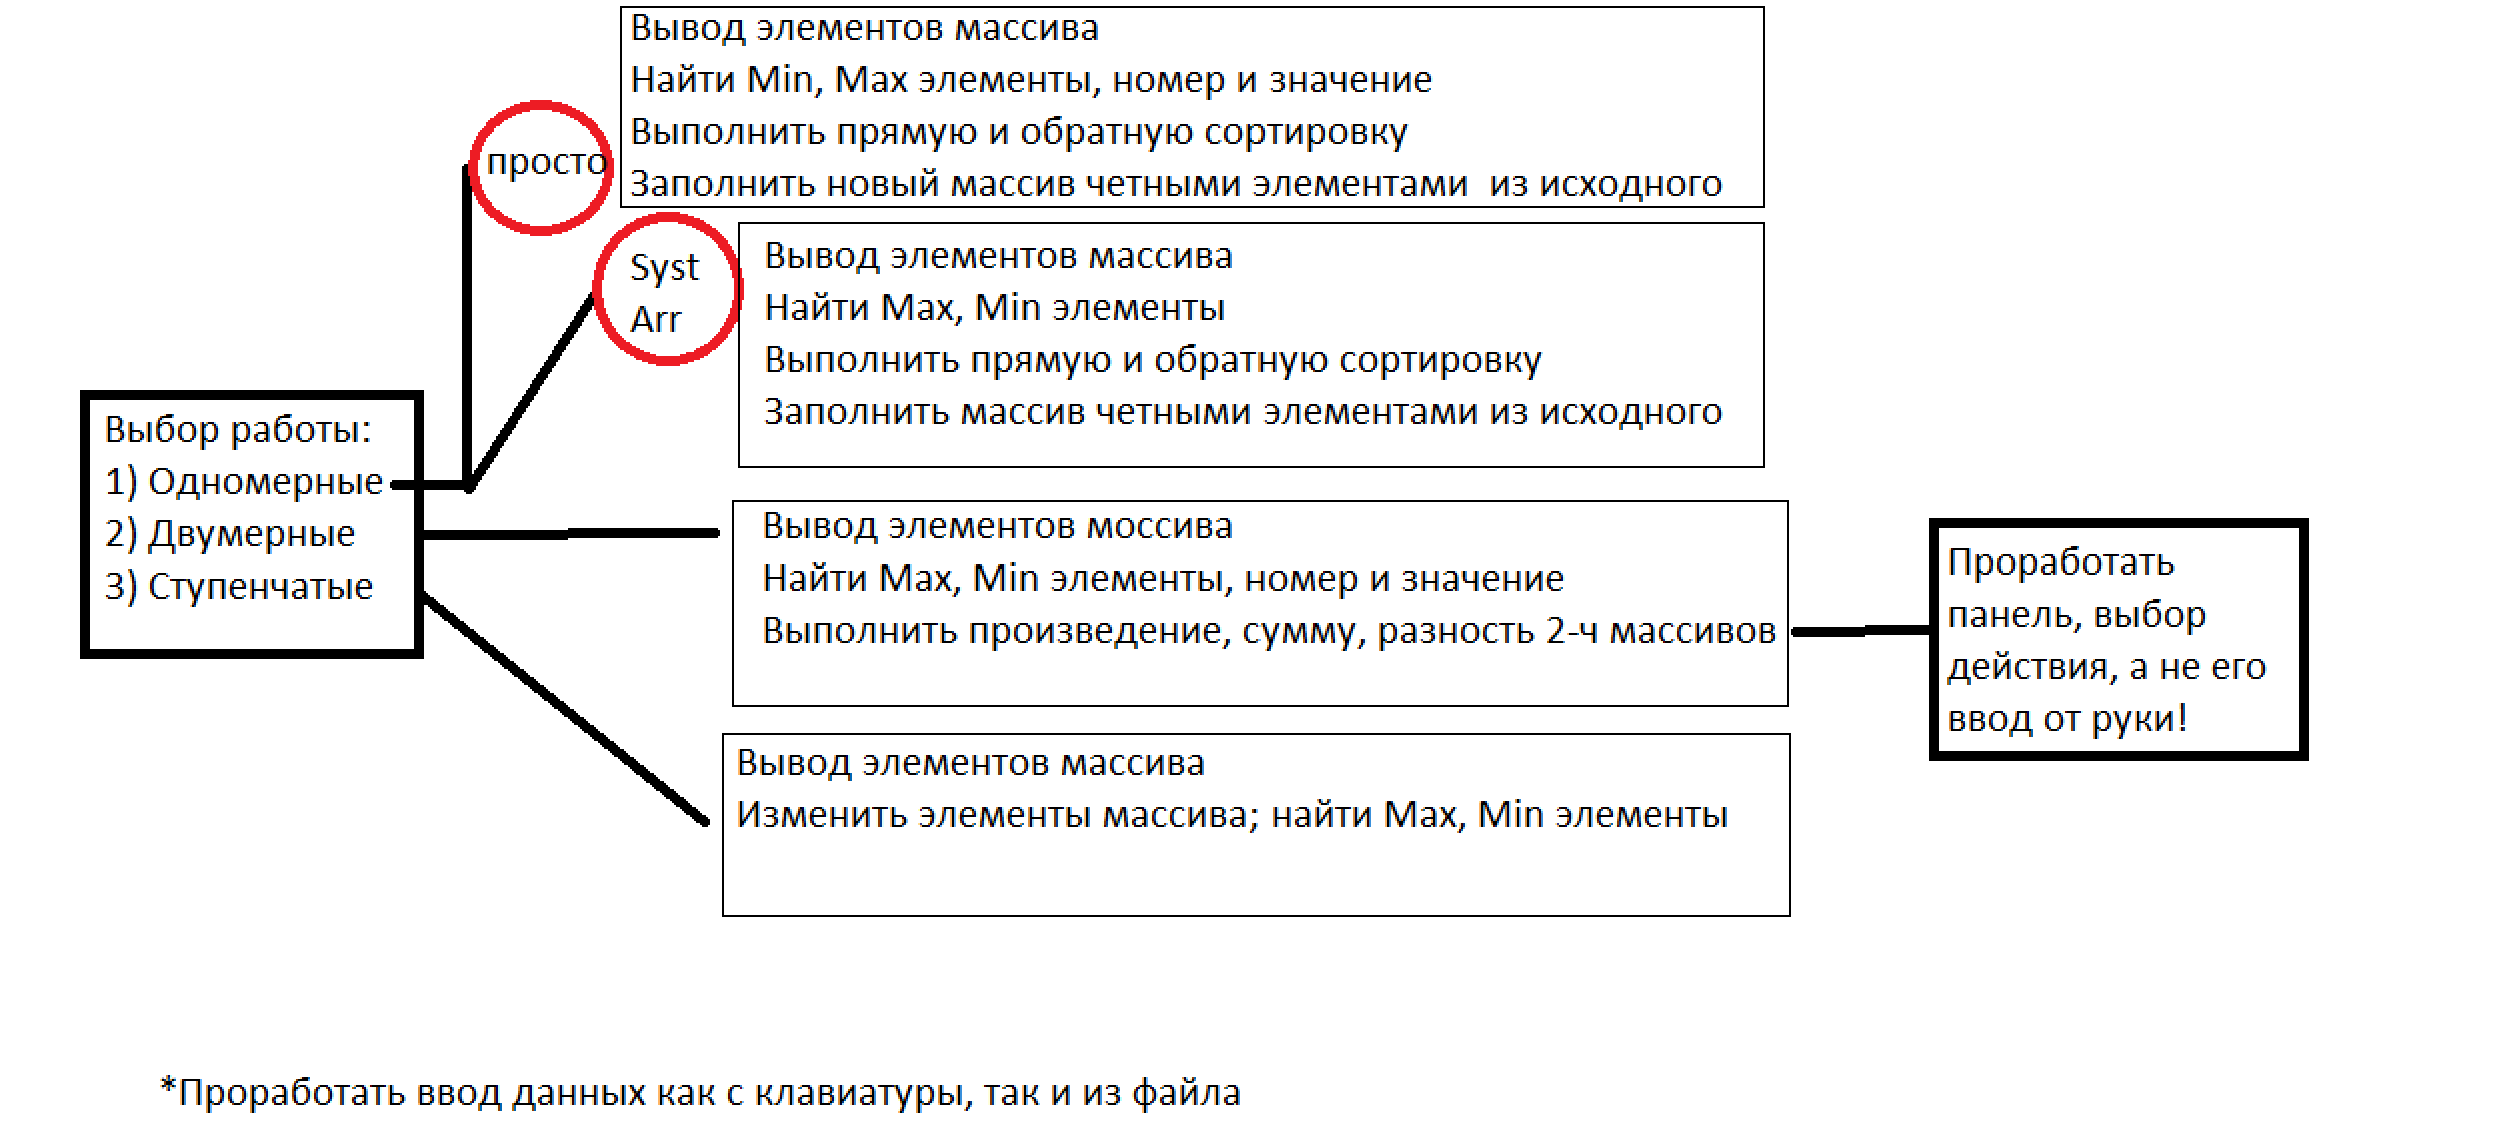 Вывод элементов массива
Найти Min, Max элементы, номер и значение
Выполнить прямую и обратную сортировку
Заполнить новый массив четными элементами  из исходного
просто
Syst
Arr
Вывод элементов массива
Найти Max, Min элементы
Выполнить прямую и обратную сортировку
Заполнить массив четными элементами из исходного
Выбор работы:
1) Одномерные
2) Двумерные
3) Ступенчатые
Вывод элементов моссива
Найти Max, Min элементы, номер и значение
Выполнить произведение, сумму, разность 2-ч массивов
Проработать
панель, выбор
действия, а не его
ввод от руки!
Вывод элементов массива
Изменить элементы массива; найти Max, Min элементы
*Проработать ввод данных как с клавиатуры, так и из файла